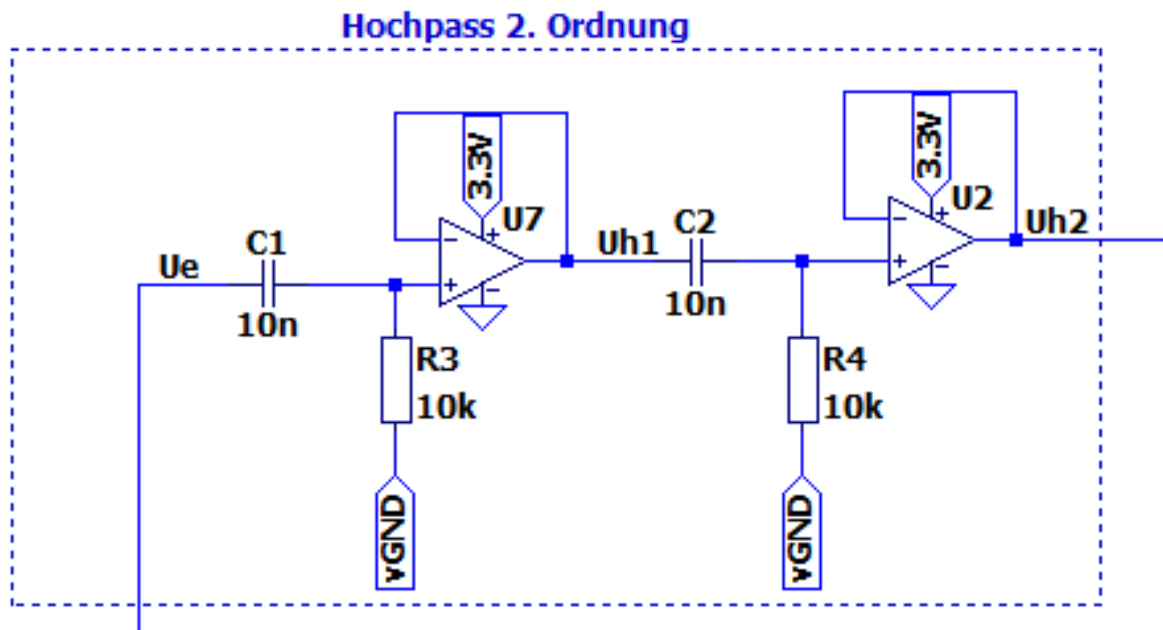 Hochpass 2. Ordnung
3.3V
U7
Ue
C1
10n
R3
10k
vGND
Uh1
C2
10n
3.3V
U2
Uh2
R4
10k
vGND